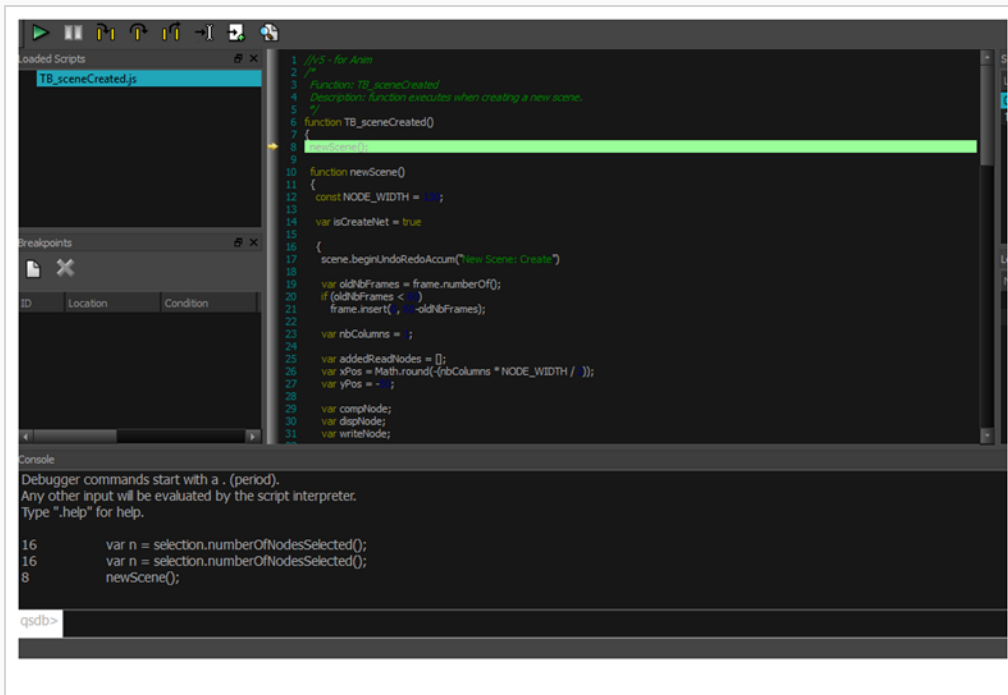 Loaded Scripts
TB_sceneCreated.js
Breakpoints
ID Location Condition
1 //v5 - for Anim
2 /*
3 Function: TB_sceneCreated
4 Description: function executes when creating a new scene.
5 */
6 function TB_sceneCreated()
7 {
8 newScene();
9
10 function newScene()
11 {
12 const NODE_WIDTH = ;
13
14 var isCreateNet = true
15
16 {
17 scene.beginUndoRedoAccum("New Scene: Create")
18
19 var oldNbFrames = frame.numberOf();
20 if (oldNbFrames < )
21 frame.insert( , -oldNbFrames);
22
23 var nbColumns = ;
24
25 var addedReadNodes = [];
26 var xPos = Math.round(-(nbColumns * NODE_WIDTH / ));
27 var yPos = - ;
28
29 var compNode;
30 var dispNode;
31 var writeNode;
Console
Debugger commands start with a . (period).
Any other input will be evaluated by the script interpreter.
Type ".help" for help.
16 var n = selection.numberOfNodesSelected();
16 var n = selection.numberOfNodesSelected();
8 newScene();
qsdb>